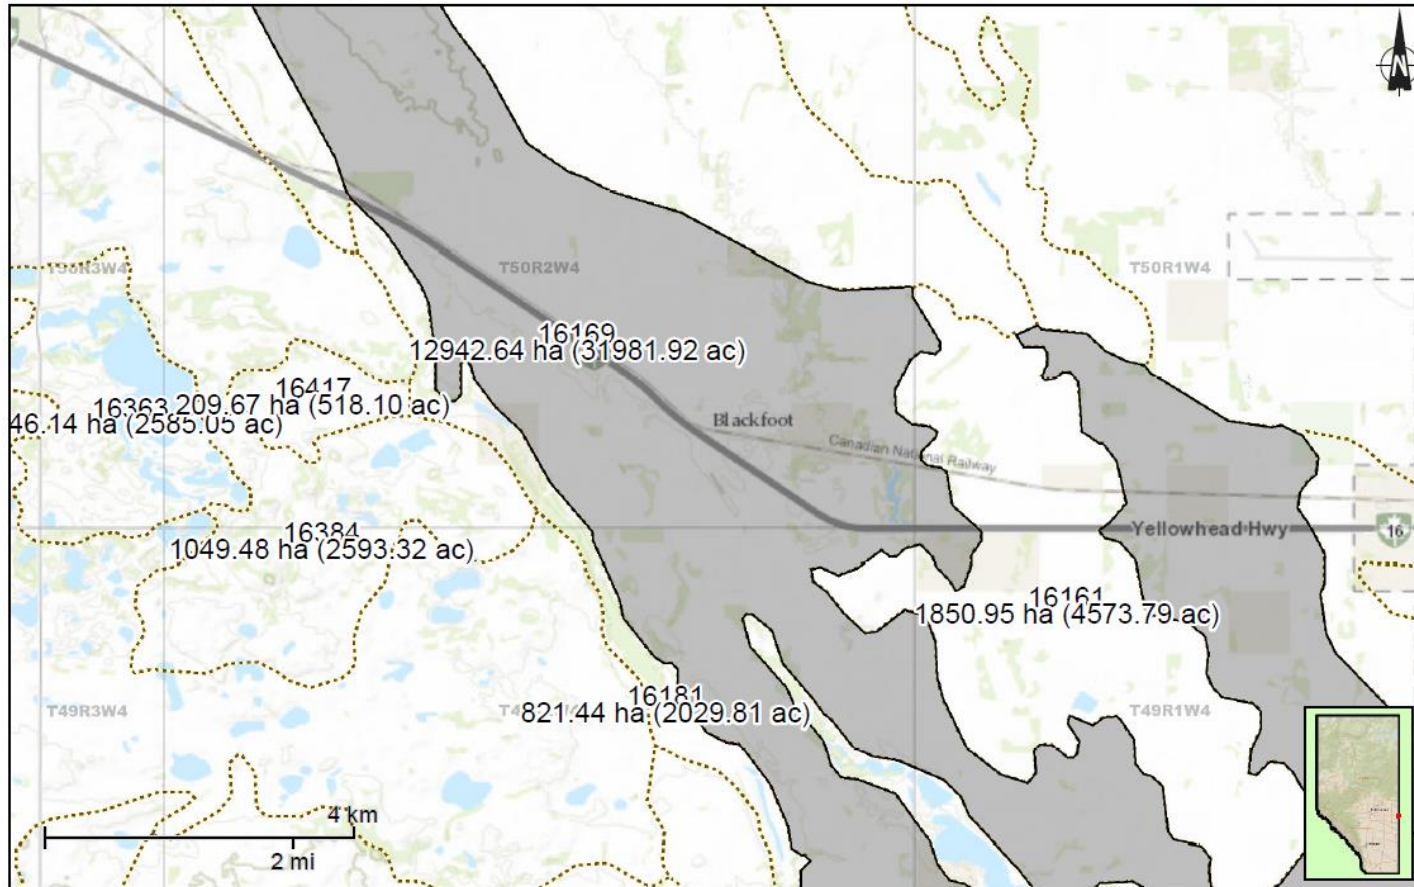 N
T50R3W4
T50R2W4
T50R1W4
16169
12942.64 ha (31981.92 ac)
16417
209.67 ha (518.10 ac)
16363
46.14 ha (2585.05 ac)
Blackfoot
Canadian National Railway
16384
1049.48 ha (2593.32 ac)
Yellowhead Hwy
16
16161
1850.95 ha (4573.79 ac)
16181
821.44 ha (2029.81 ac)
T49R3W4
T49R1W4
4 km
2 mi